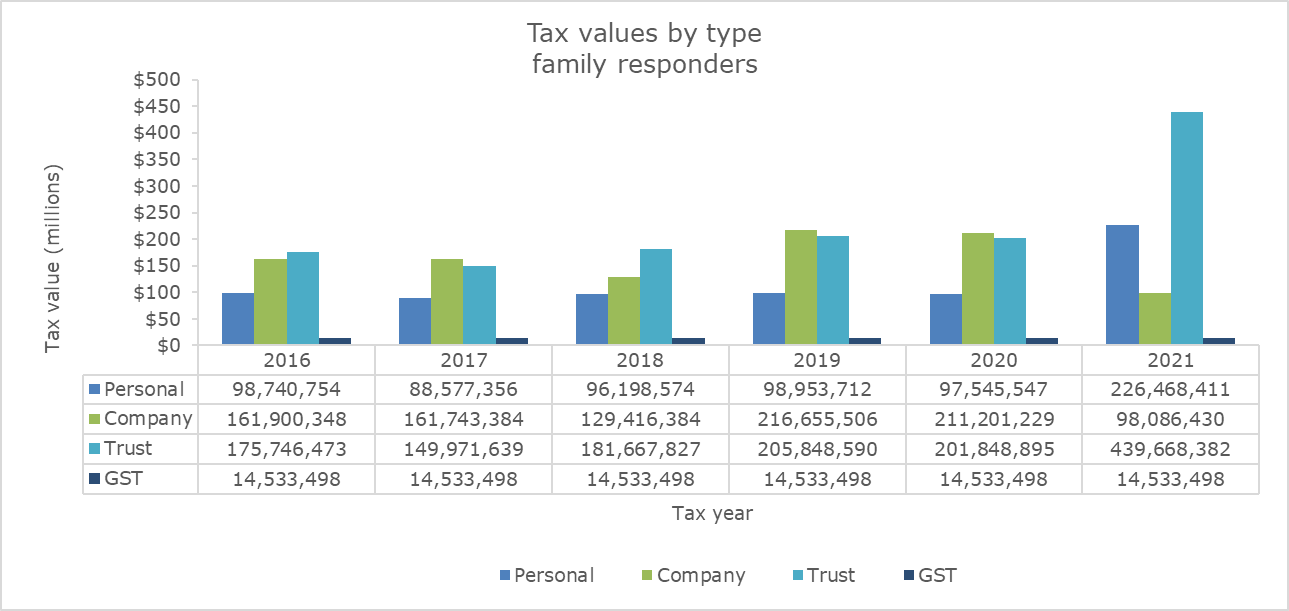 Tax values by type
family responders
$500
$450
$400
$350
$300
$250
$200
$150
$100
$50
$0
Tax value (millions)
2016 2017 2018 2019 2020 2021
Personal 98,740,754 88,577,356 96,198,574 98,953,712 97,545,547 226,468,411
Company 161,900,348 161,743,384 129,416,384 216,655,506 211,201,229 98,086,430
Trust 175,746,473 149,971,639 181,667,827 205,848,590 201,848,895 439,668,382
GST 14,533,498 14,533,498 14,533,498 14,533,498 14,533,498 14,533,498
Tax year
Personal Company Trust GST